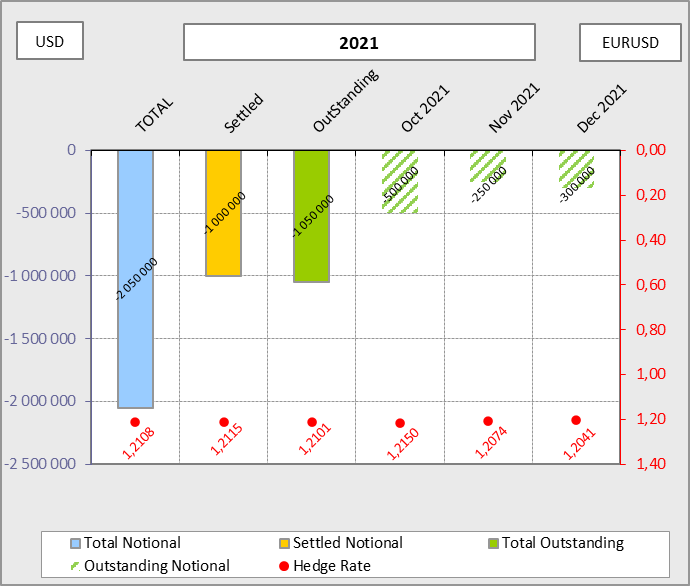 USD
2021
EURUSD
TOTAL
Settled
OutStanding
Oct 2021
Nov 2021
Dec 2021
0
-500 000
-1 000 000
-1 500 000
-2 000 000
-2 500 000
-2 050 000
-1 000 000
-1 050 000
-500 000
-250 000
-300 000
1,2108
1,2115
1,2101
1,2150
1,2074
1,2041
0,00
0,20
0,40
0,60
0,80
1,00
1,20
1,40
Total Notional
Settled Notional
Total Outstanding
Outstanding Notional
Hedge Rate